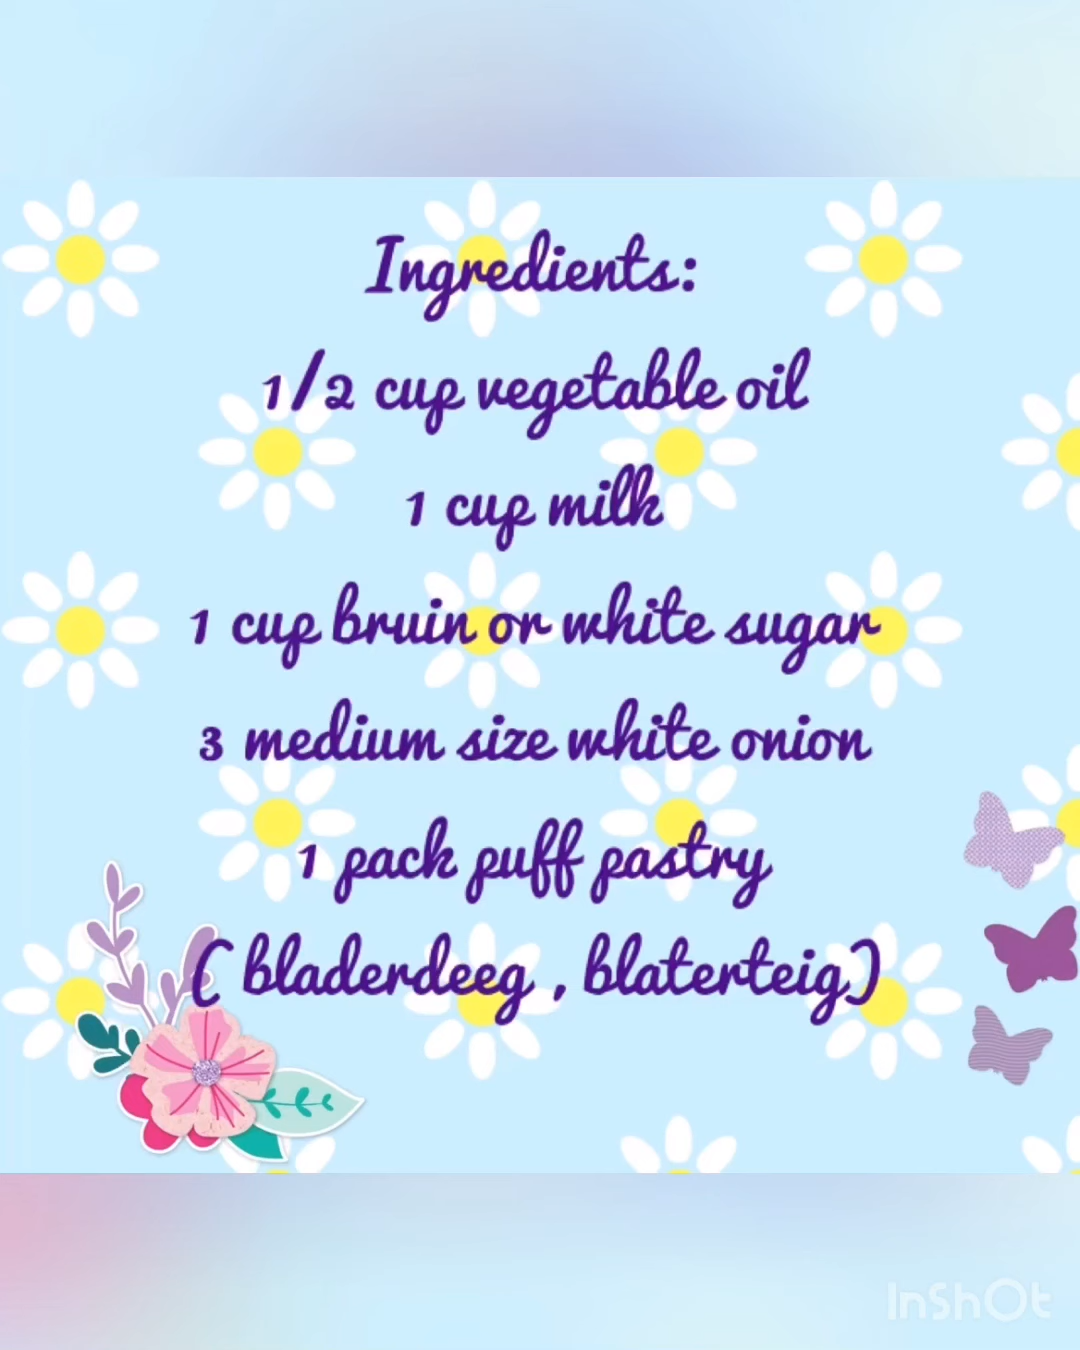 Ingredients:
1/2 cup vegetable oil
1 cup milk
1 cup bruin or white sugar
3 medium size white onion
1 pack puff pastry
( bladerdeeg , blaterteig)
InShOt